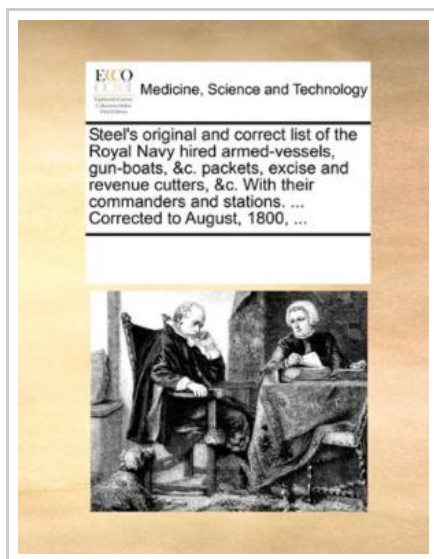 ECCO
Medicine, Science and Technology
Steel's original and correct list of the
Royal Navy hired armed-vessels,
gun-boats, &c. packets, excise and
revenue cutters, &c. With their
commanders and stations. ...
Corrected to August, 1800, ...